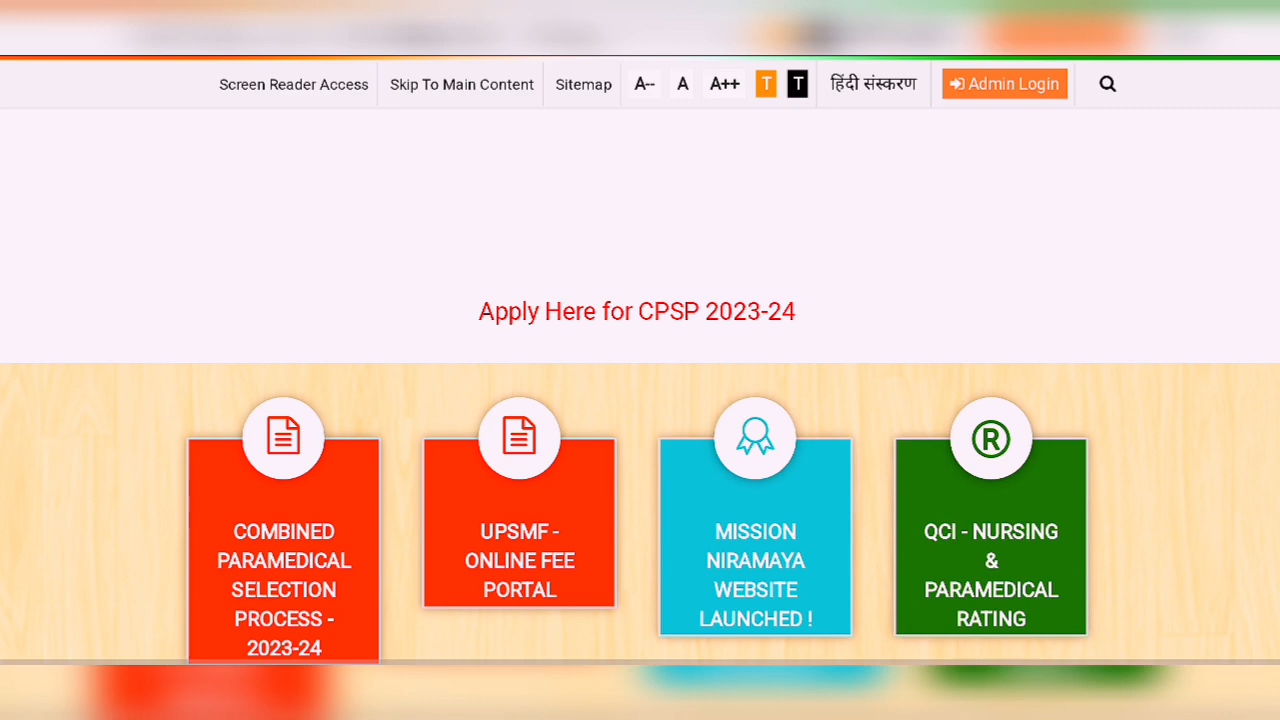 Screen Reader Access Skip To Main Content Sitemap A-- A A++ T T हिंदी संस्करण Admin Login
Apply Here for CPSP 2023-24
COMBINED
PARAMEDICAL
SELECTION
PROCESS -
2023-24
UPSMF -
ONLINE FEE
PORTAL
MISSION
NIRAMAYA
WEBSITE
LAUNCHED !
®
QCI - NURSING
&
PARAMEDICAL
RATING